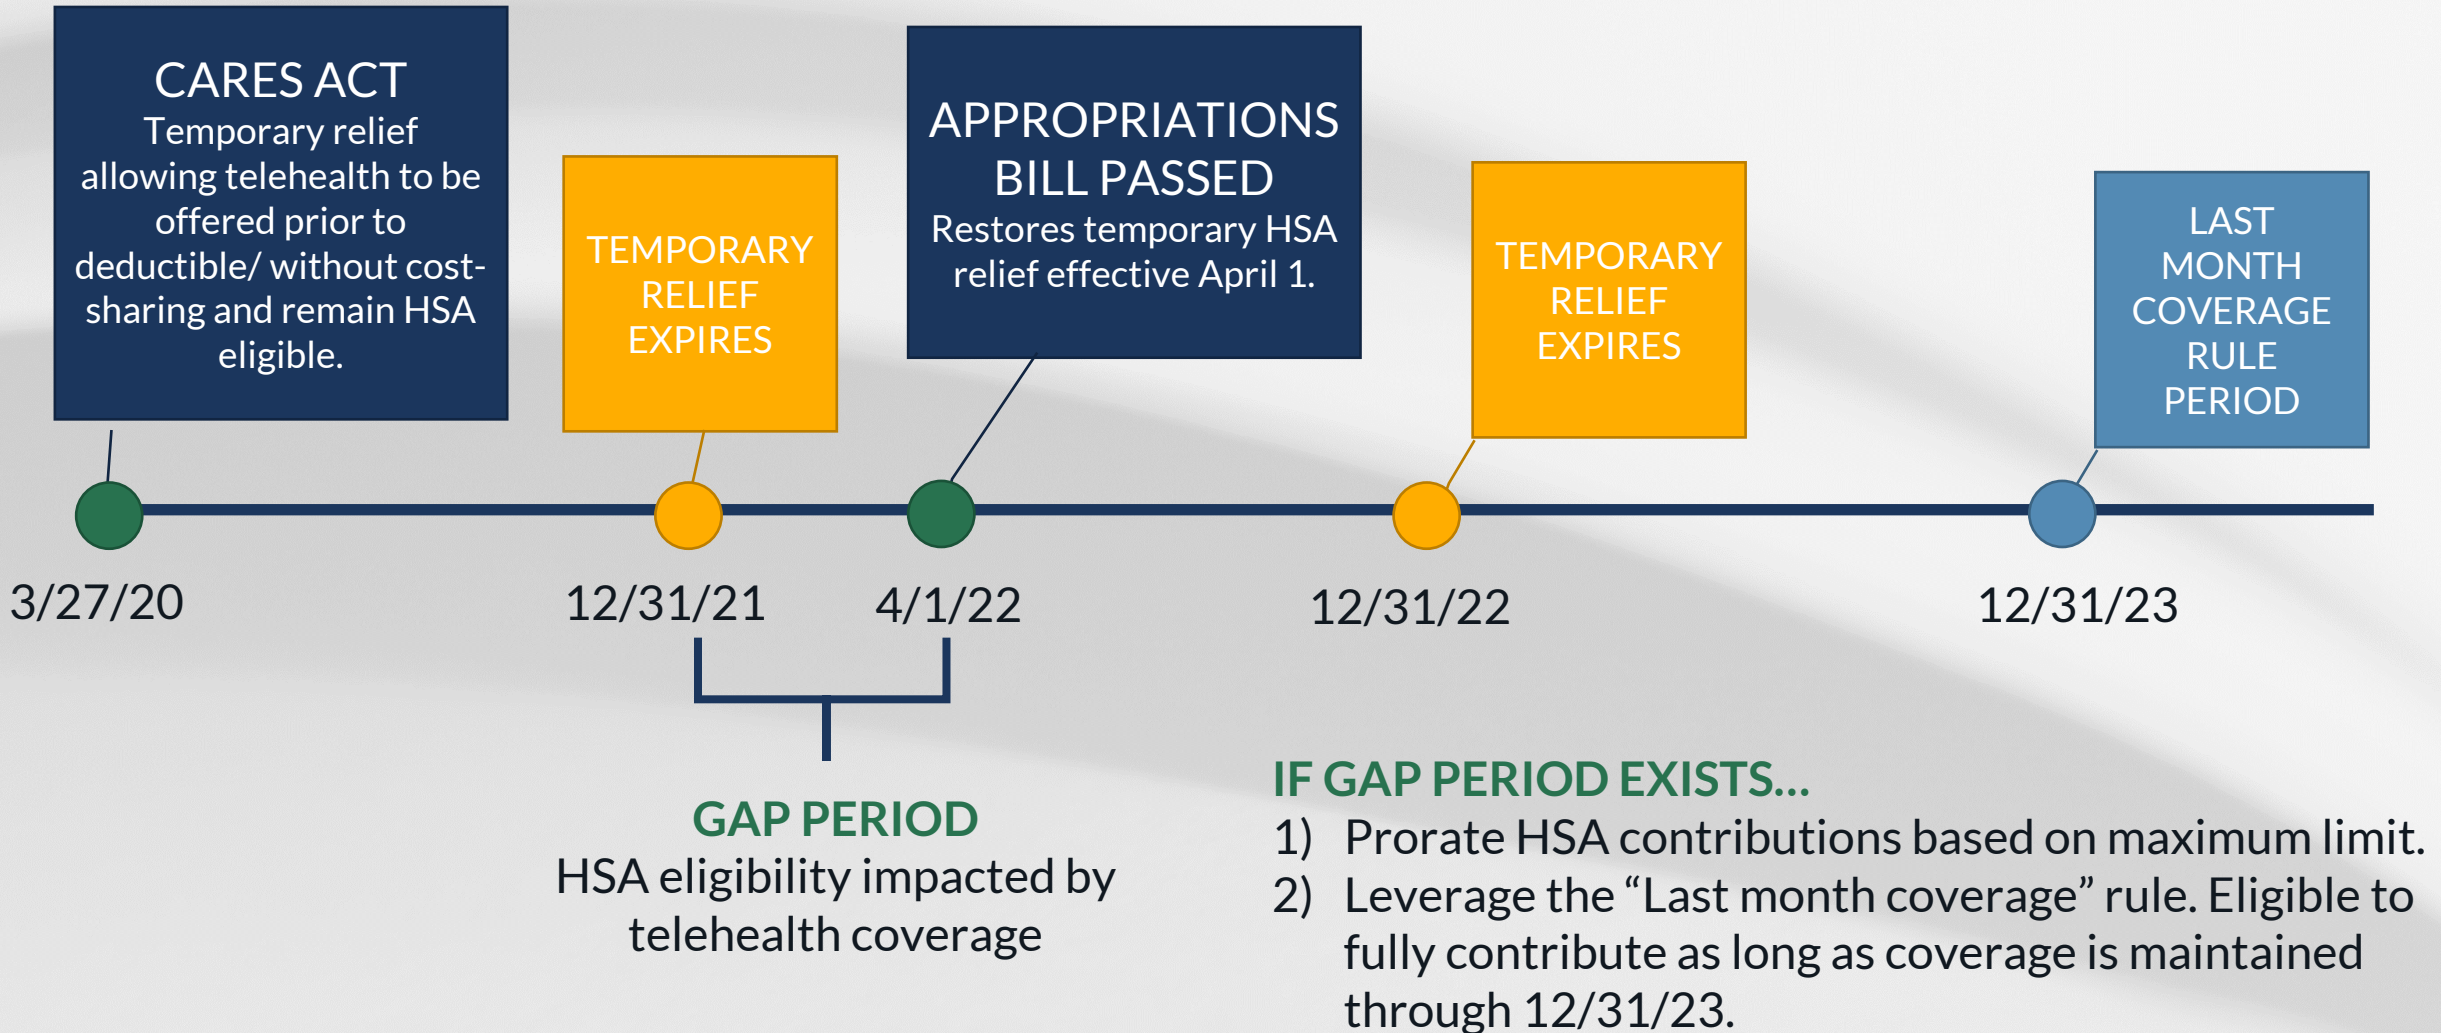 CARES ACT
Temporary relief
allowing telehealth to be
offered prior to
deductible/ without cost-
sharing and remain HSA
eligible.
TEMPORARY
RELIEF
EXPIRES
APPROPRIATIONS
BILL PASSED
Restores temporary HSA
relief effective April 1.
TEMPORARY
RELIEF
EXPIRES
LAST
MONTH
COVERAGE
RULE
PERIOD
3/27/20
12/31/21
4/1/22
12/31/22
12/31/23
GAP PERIOD
HSA eligibility impacted by
telehealth coverage
IF GAP PERIOD EXISTS...
1) Prorate HSA contributions based on maximum limit.
2) Leverage the “Last month coverage” rule. Eligible to
fully contribute as long as coverage is maintained
through 12/31/23.